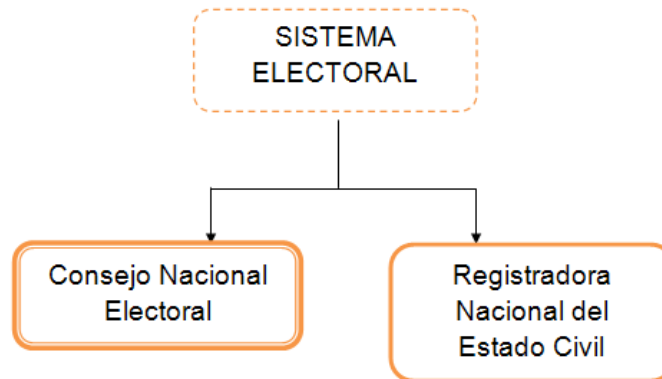 SISTEMA
ELECTORAL
Consejo Nacional
Electoral
Registradora
Nacional del
Estado Civil